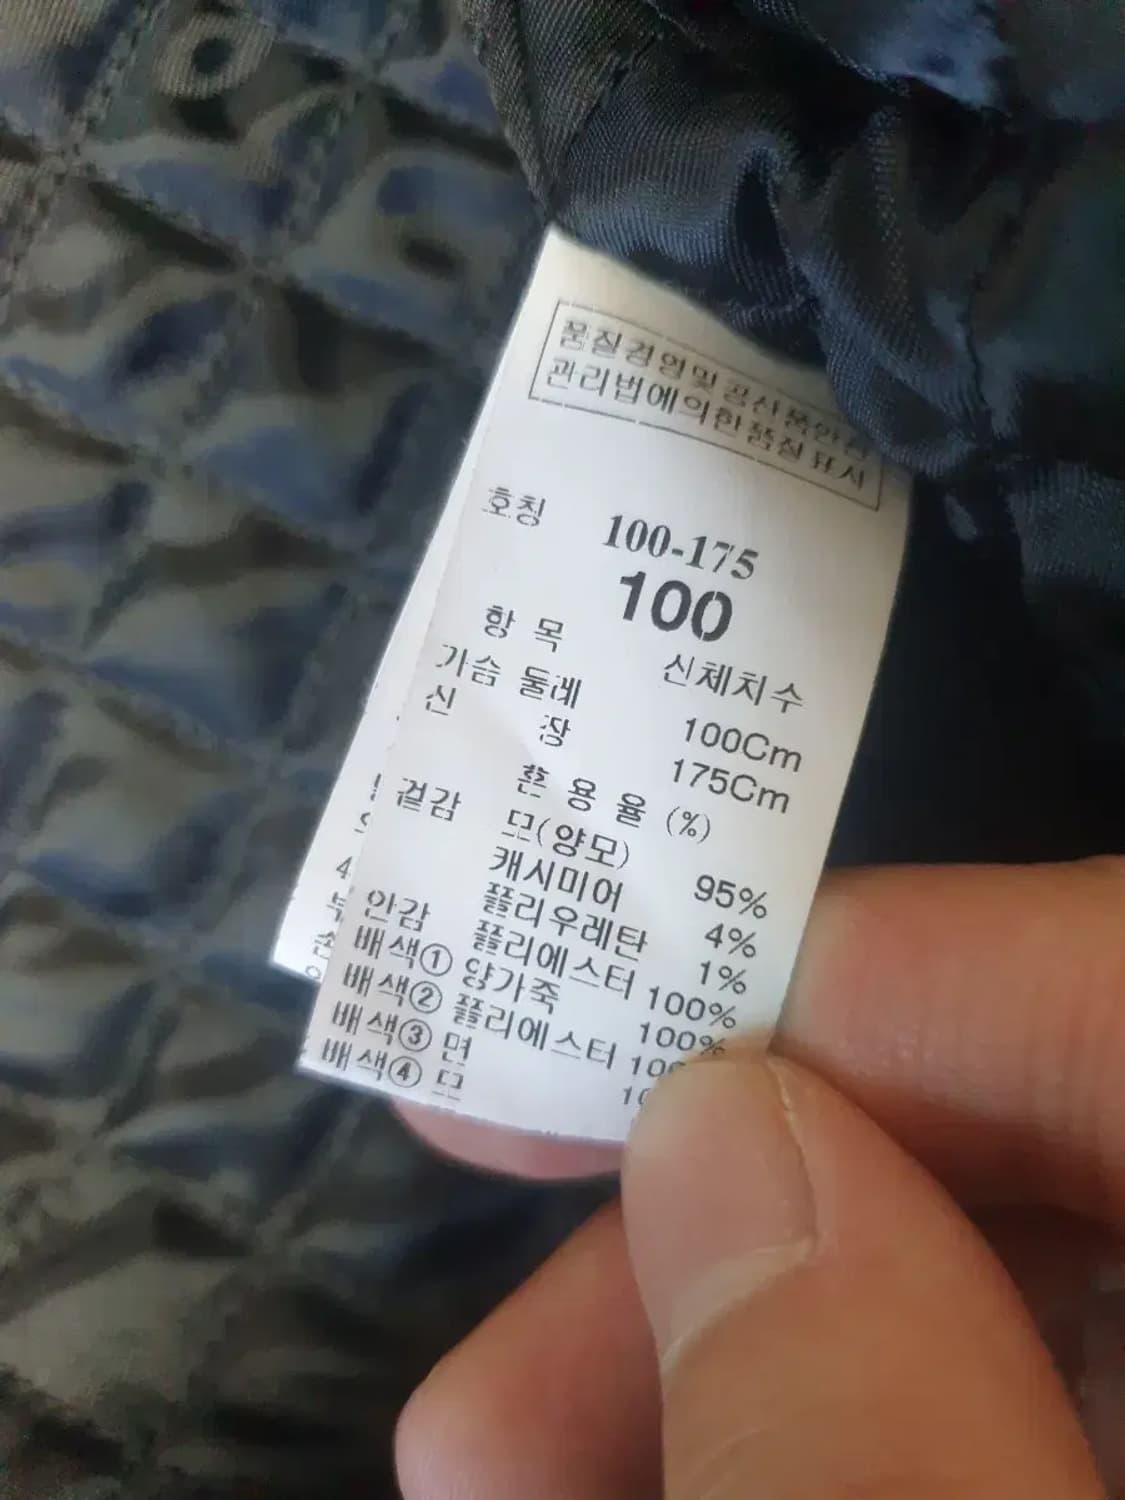 품질경영및공산품안전
관리법에의한품질표시
호칭 100-175
100
항 목 신체치수
가슴 둘레 100Cm
신 장 175Cm
혼 용 율 (%)
겉감 모(양모) 95%
캐시미어 4%
폴리우레탄 1%
안감 폴리에스터 100%
배색① 양가죽 100%
배색② 폴리에스터
배색③ 면
배색④ 모
4